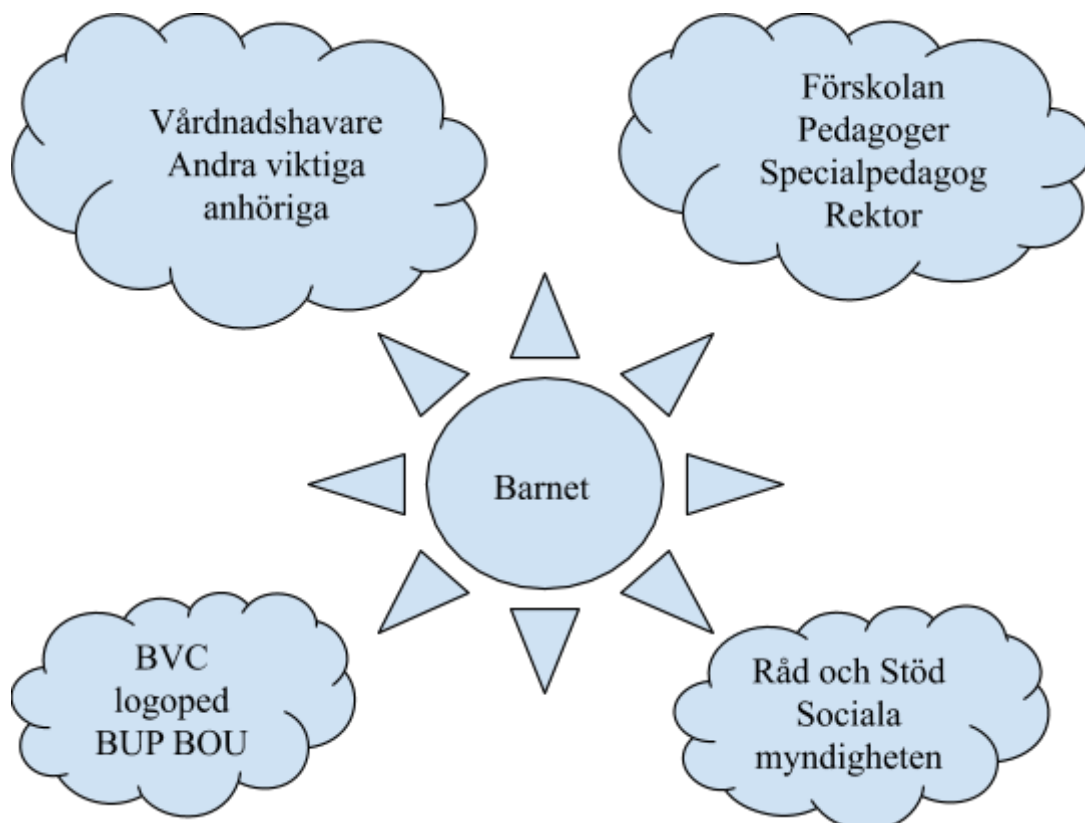 Vårdnadshavare
Andra viktiga
anhöriga
Förskolan
Pedagoger
Specialpedagog
Rektor
Barnet
BVC
logoped
BUP BOU
Råd och Stöd
Sociala
myndigheten